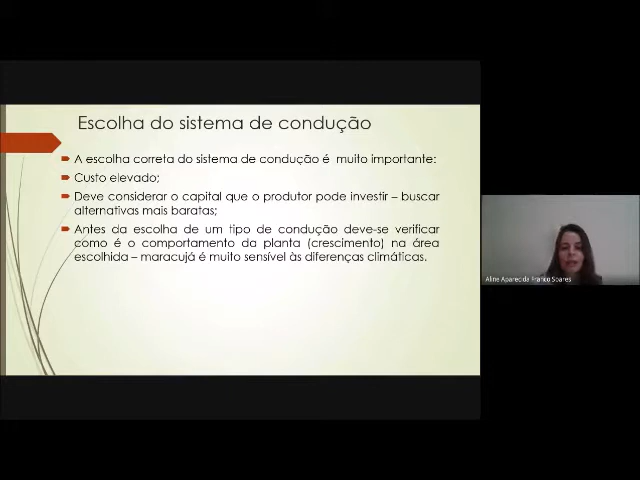 Escolha do sistema de condução
A escolha correta do sistema de condução é muito importante:
Custo elevado;
Deve considerar o capital que o produtor pode investir – buscar
alternativas mais baratas;
Antes da escolha de um tipo de condução deve-se verificar
como é o comportamento da planta (crescimento) na área
escolhida – maracujá é muito sensível às diferenças climáticas.
Aline Aparecida Franco Soares